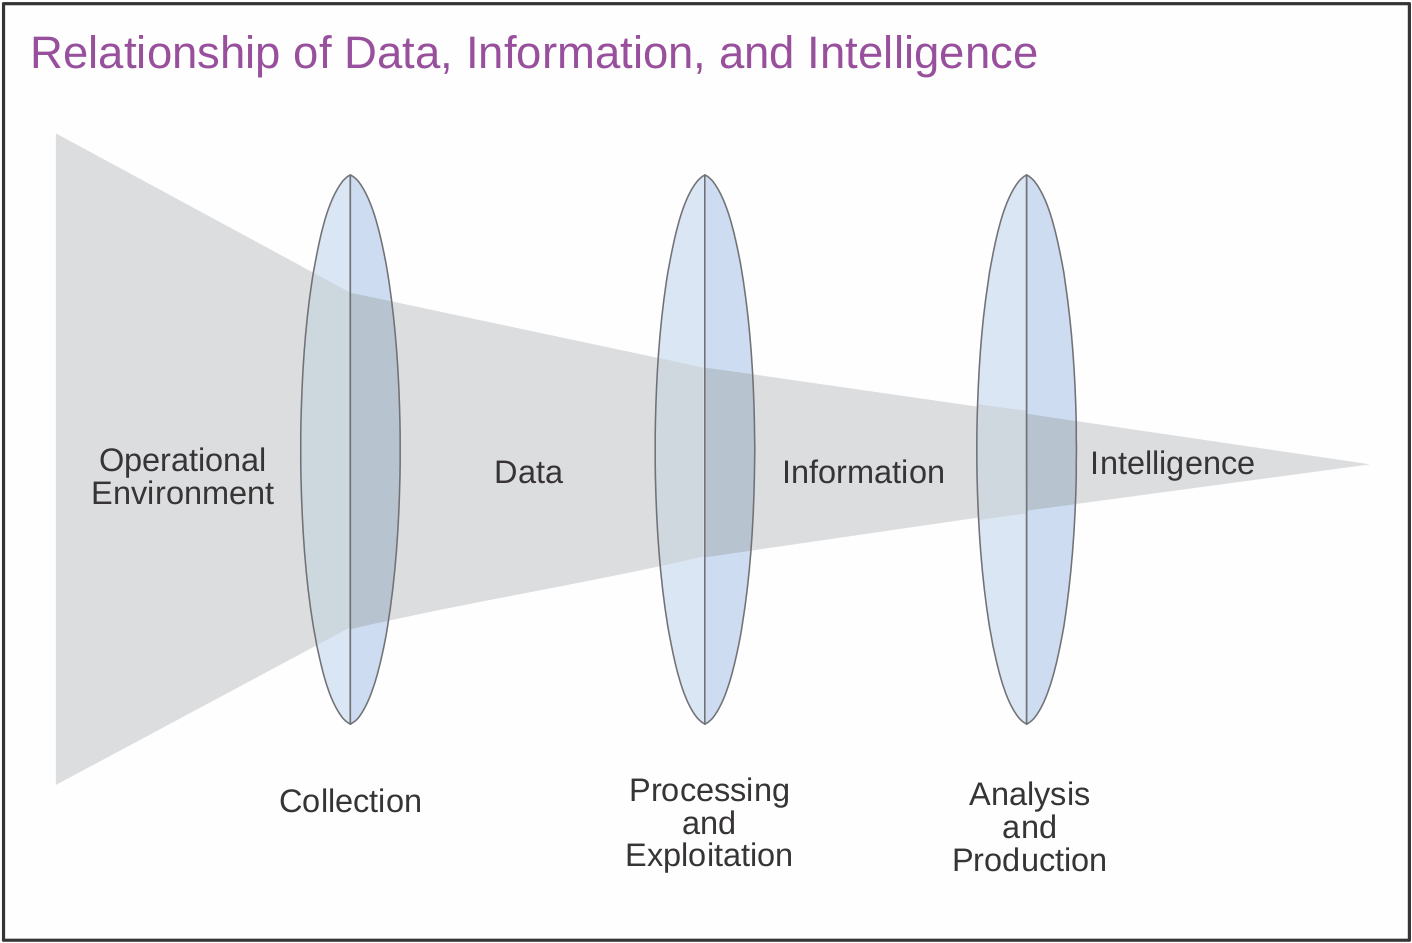 Relationship of Data, Information, and Intelligence
Operational
Environment
Data
Information
Intelligence
Collection
Processing
and
Exploitation
Analysis
and
Production